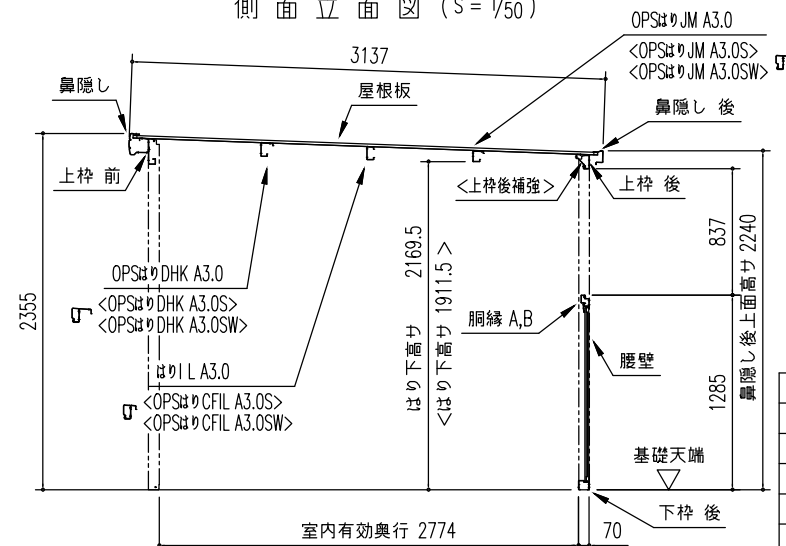 側面立面図 (S = 1/50)
OPSはりJM A3.0
<OPSはりJM A3.0S>
<OPSはりJM A3.0SW>
3137
鼻隠し
屋根板
鼻隠し 後
上枠 前
<上枠後補強>
上枠 後
OPSはりDHK A3.0
<OPSはりDHK A3.0S>
<OPSはりDHK A3.0SW>
はりIL A3.0
<OPSはりCFIL A3.0S>
<OPSはりCFIL A3.0SW>
2355
はり下高サ 2169.5
<はり下高サ 1911.5>
胴縁 A,B
腰壁
837
1285
鼻隠し後上面高サ 2240
基礎天端
下枠 後
室内有効奥行 2774
70